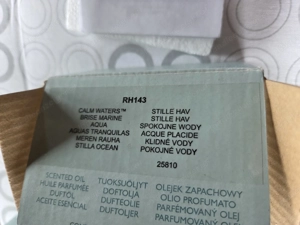 RH143
CALM WATERS™ STILLE HAV
BRISE MARINE STILLE HAV
AQUA SPOKOJNE WODY
AQUAS TRANQUILAS ACQUE PLACIDE
MEREN RAUHA KLIDNÉ VODY
STILLA OCEAN POKOJNÉ VODY
25810
SCENTED OIL TUOKSUÖLJYT OLEJEK ZAPACHOWY
HUILE PARFUMÉE DOFTOLJA OLIO PROFUMATO
DUFTÖL DUFTEOLJE PARFÉMOVANÝ OLEJ
ACEITE ESENCIAL DUFTOLJER PARFUMOVANÝ OLEJ